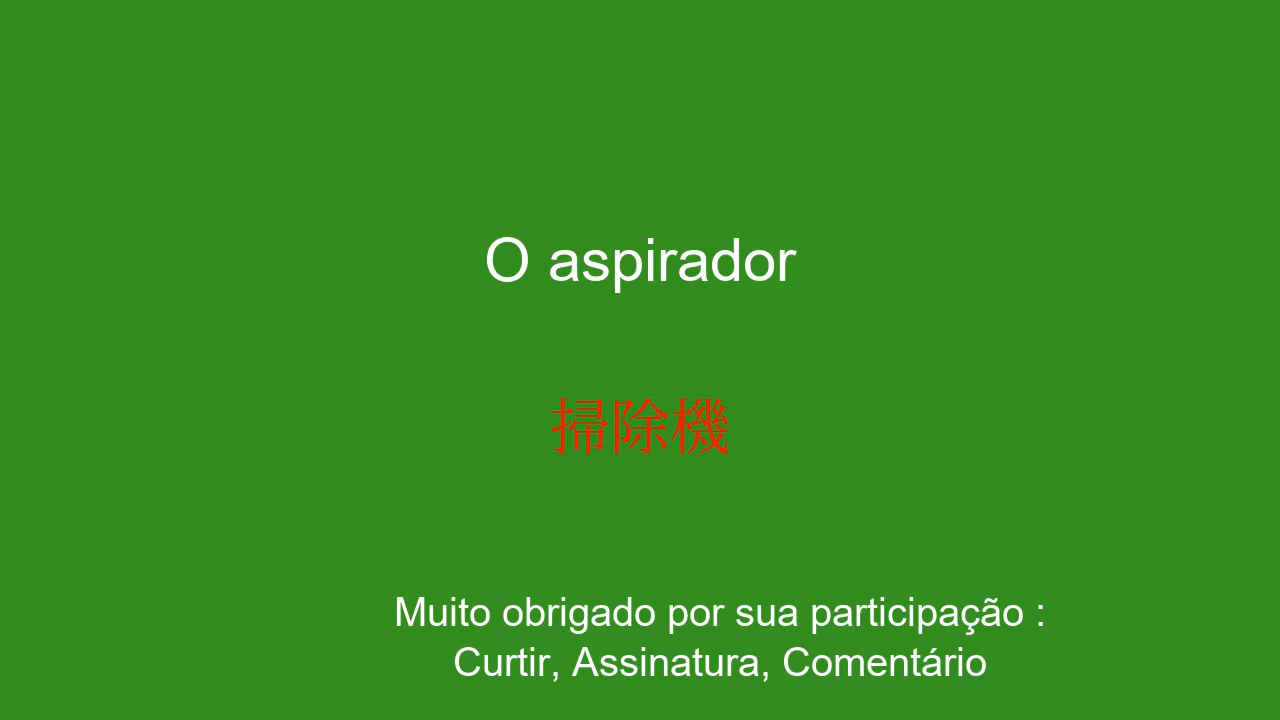 O aspirador
掃除機
Muito obrigado por sua participação :
Curtir, Assinatura, Comentário